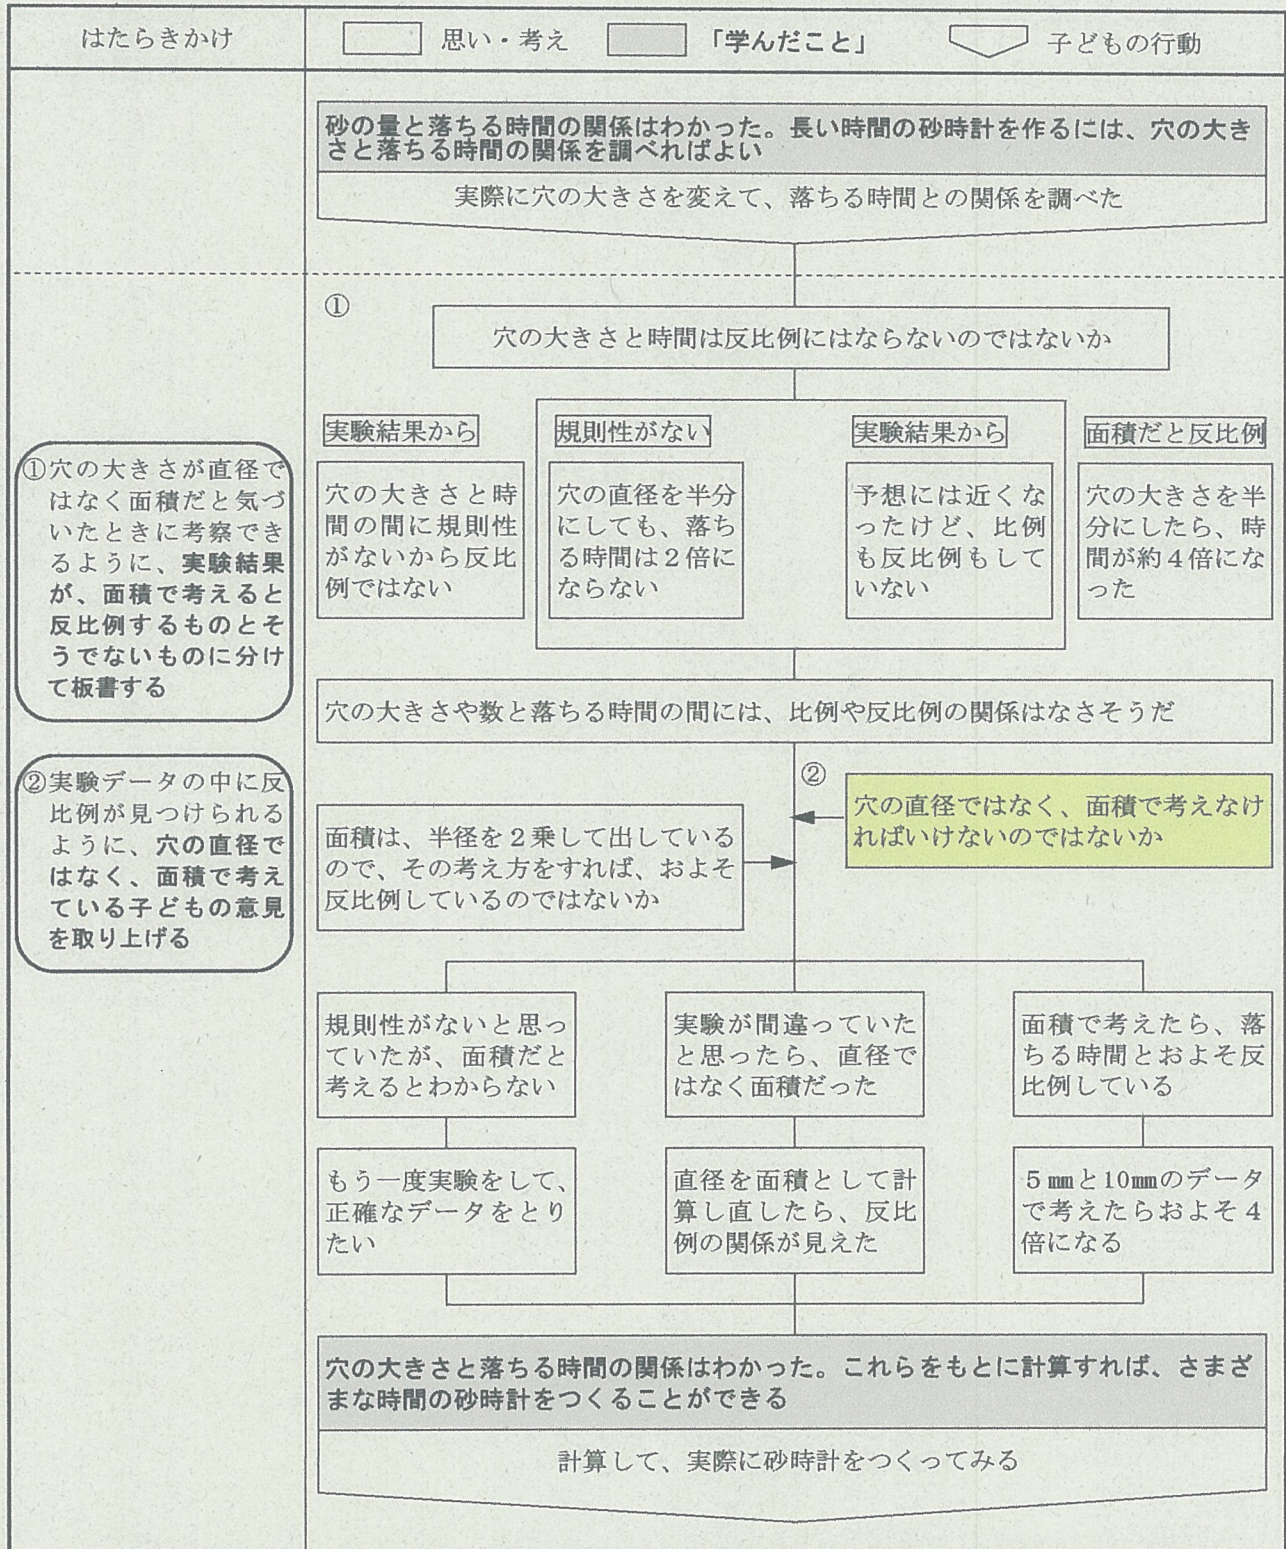 はたらきかけ
思い・考え
「学んだこと」
子どもの行動
砂の量と落ちる時間の関係はわかった。長い時間の砂時計を作るには、穴の大き
さと落ちる時間の関係を調べればよい
実際に穴の大きさを変えて、落ちる時間との関係を調べた
①
穴の大きさと時間は反比例にはならないのではないか
実験結果から
穴の大きさと時
間の間に規則性
がないから反比
例ではない
規則性がない
穴の直径を半分
にしても、落ち
る時間は２倍に
ならない
実験結果から
予想には近くな
ったけど、比例
も反比例もして
いない
面積だと反比例
穴の大きさを半
分にしたら、時
間が約４倍にな
った
①穴の大きさが直径で
はなく面積だと気づ
いたときに考察でき
るように、実験結果
が、面積で考えると
反比例するものとそ
うでないものに分け
て板書する
穴の大きさや数と落ちる時間の間には、比例や反比例の関係はなさそうだ
②実験データの中に反
比例が見つけられる
ように、穴の直径で
はなく、面積で考え
ている子どもの意見
を取り上げる
②
穴の直径ではなく、面積で考えなけ
ればいけないのではないか
面積は、半径を２乗して出している
ので、その考え方をすれば、およそ
反比例しているのではないか
規則性がないと思っ
ていたが、面積だと
考えるとわからない
実験が間違っていた
と思ったら、直径で
はなく面積だった
面積で考えたら、落
ちる時間とおよそ反
比例している
もう一度実験をして、
正確なデータをとり
たい
直径を面積として計
算し直したら、反比
例の関係が見えた
５㎜と10㎜のデータ
で考えたらおよそ４
倍になる
穴の大きさと落ちる時間の関係はわかった。これらをもとに計算すれば、さまざ
まな時間の砂時計をつくることができる
計算して、実際に砂時計をつくってみる